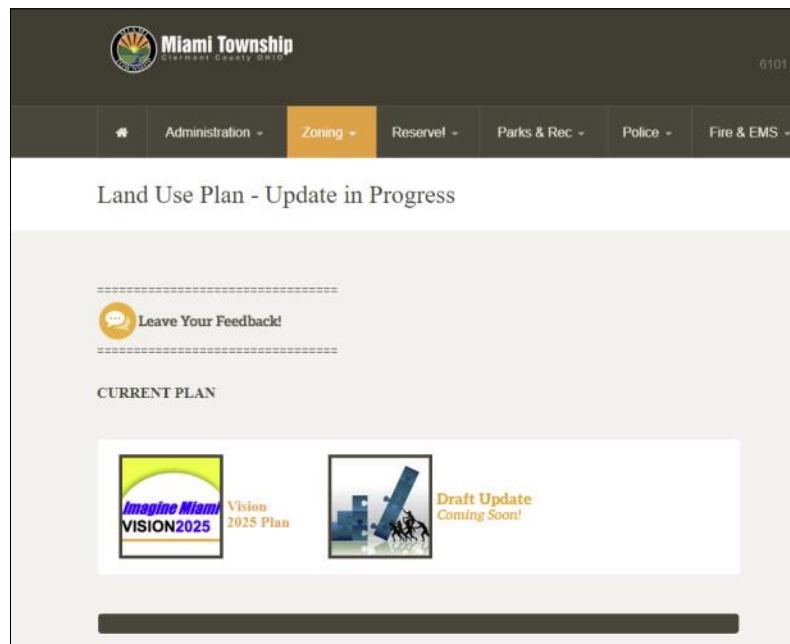 Miami Township
Clermont County OHIO
6101
Administration
Zoning
Reserve!
Parks & Rec
Police
Fire & EMS
Land Use Plan - Update in Progress
=================================
Leave Your Feedback!
=================================
CURRENT PLAN
Imagine Miami
VISION2025
Vision
2025 Plan
Draft Update
Coming Soon!